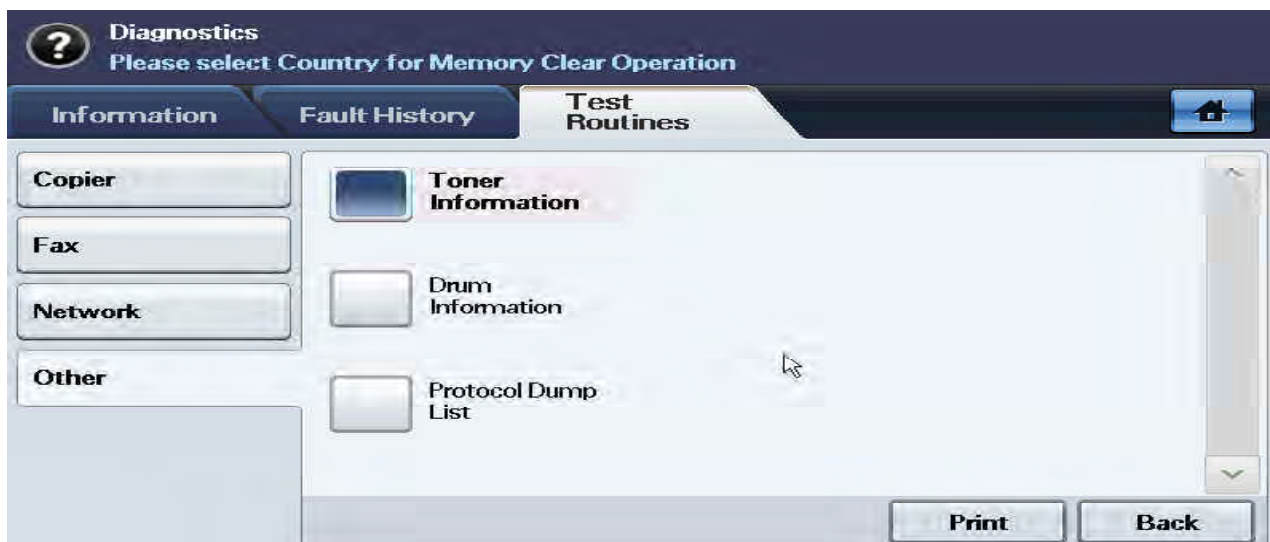 Diagnostics
Please select Country for Memory Clear Operation
Information
Fault History
Test
Routines
Copier
Fax
Network
Other
Toner
Information
Drum
Information
Protocol Dump
List
Print
Back